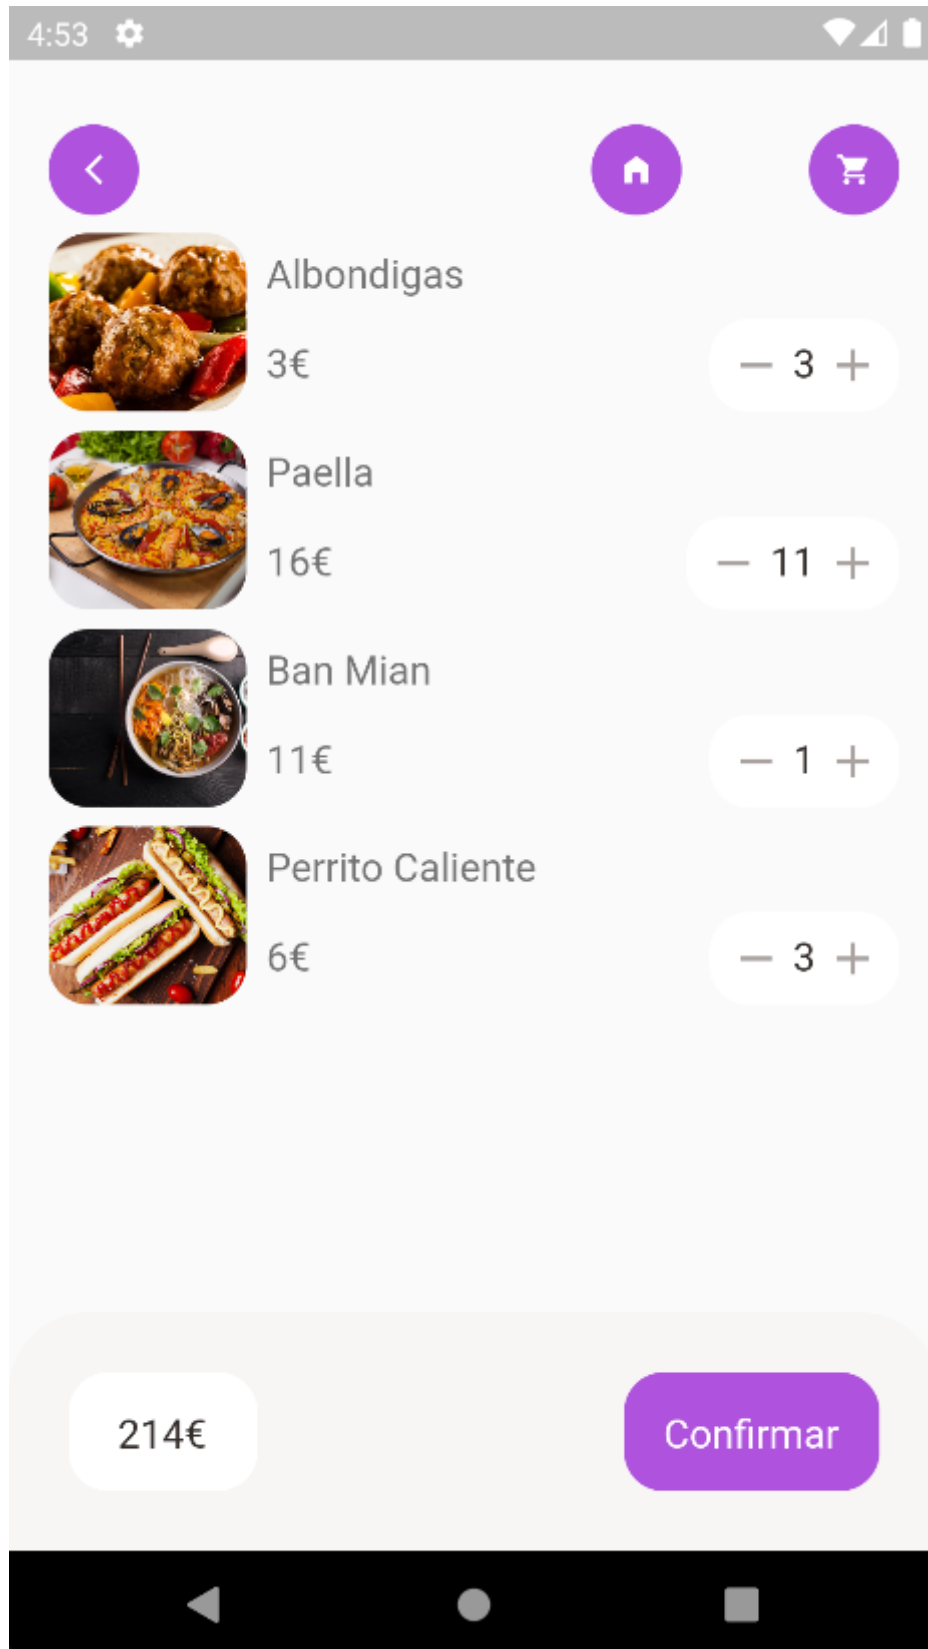 4:53
Albondigas
3€
3
Paella
16€
11
Ban Mian
11€
1
Perrito Caliente
6€
3
214€
Confirmar